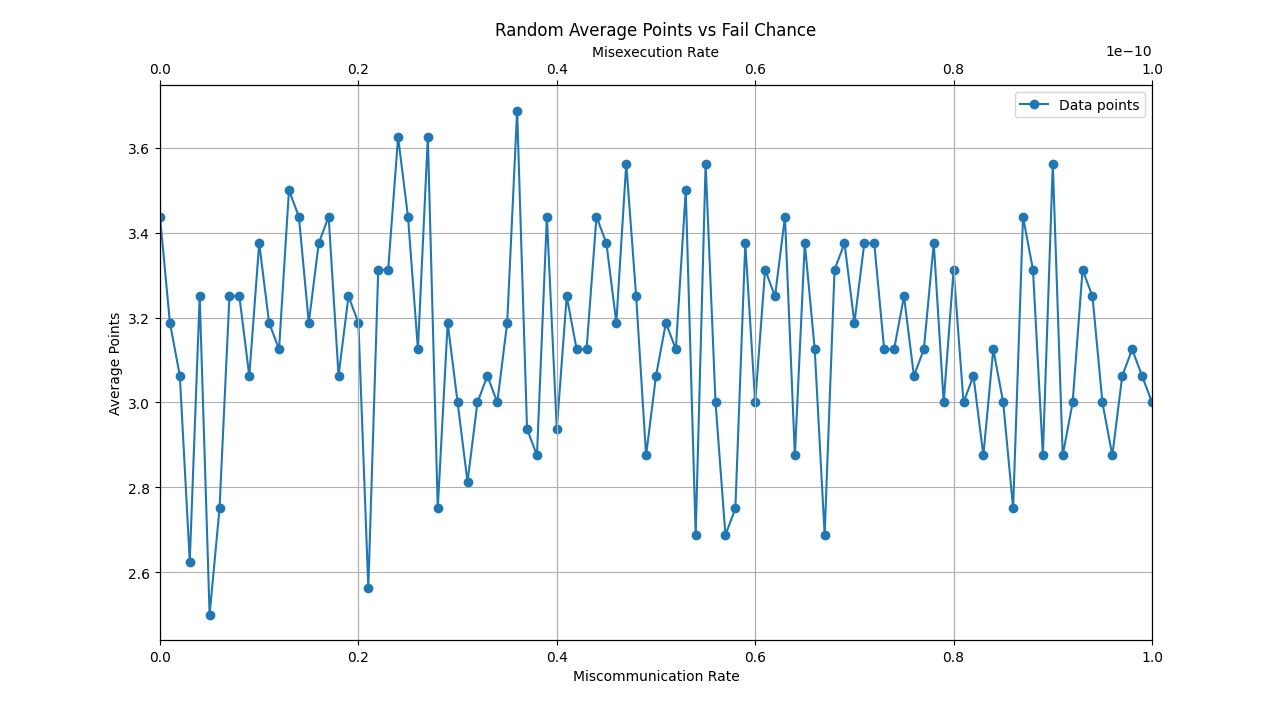 Random Average Points vs Fail Chance
Misexecution Rate
1e−10
0.0 0.2 0.4 0.6 0.8 1.0
Data points
3.6
3.4
3.2
3.0
2.8
2.6
Average Points
0.0 0.2 0.4 0.6 0.8 1.0
Miscommunication Rate